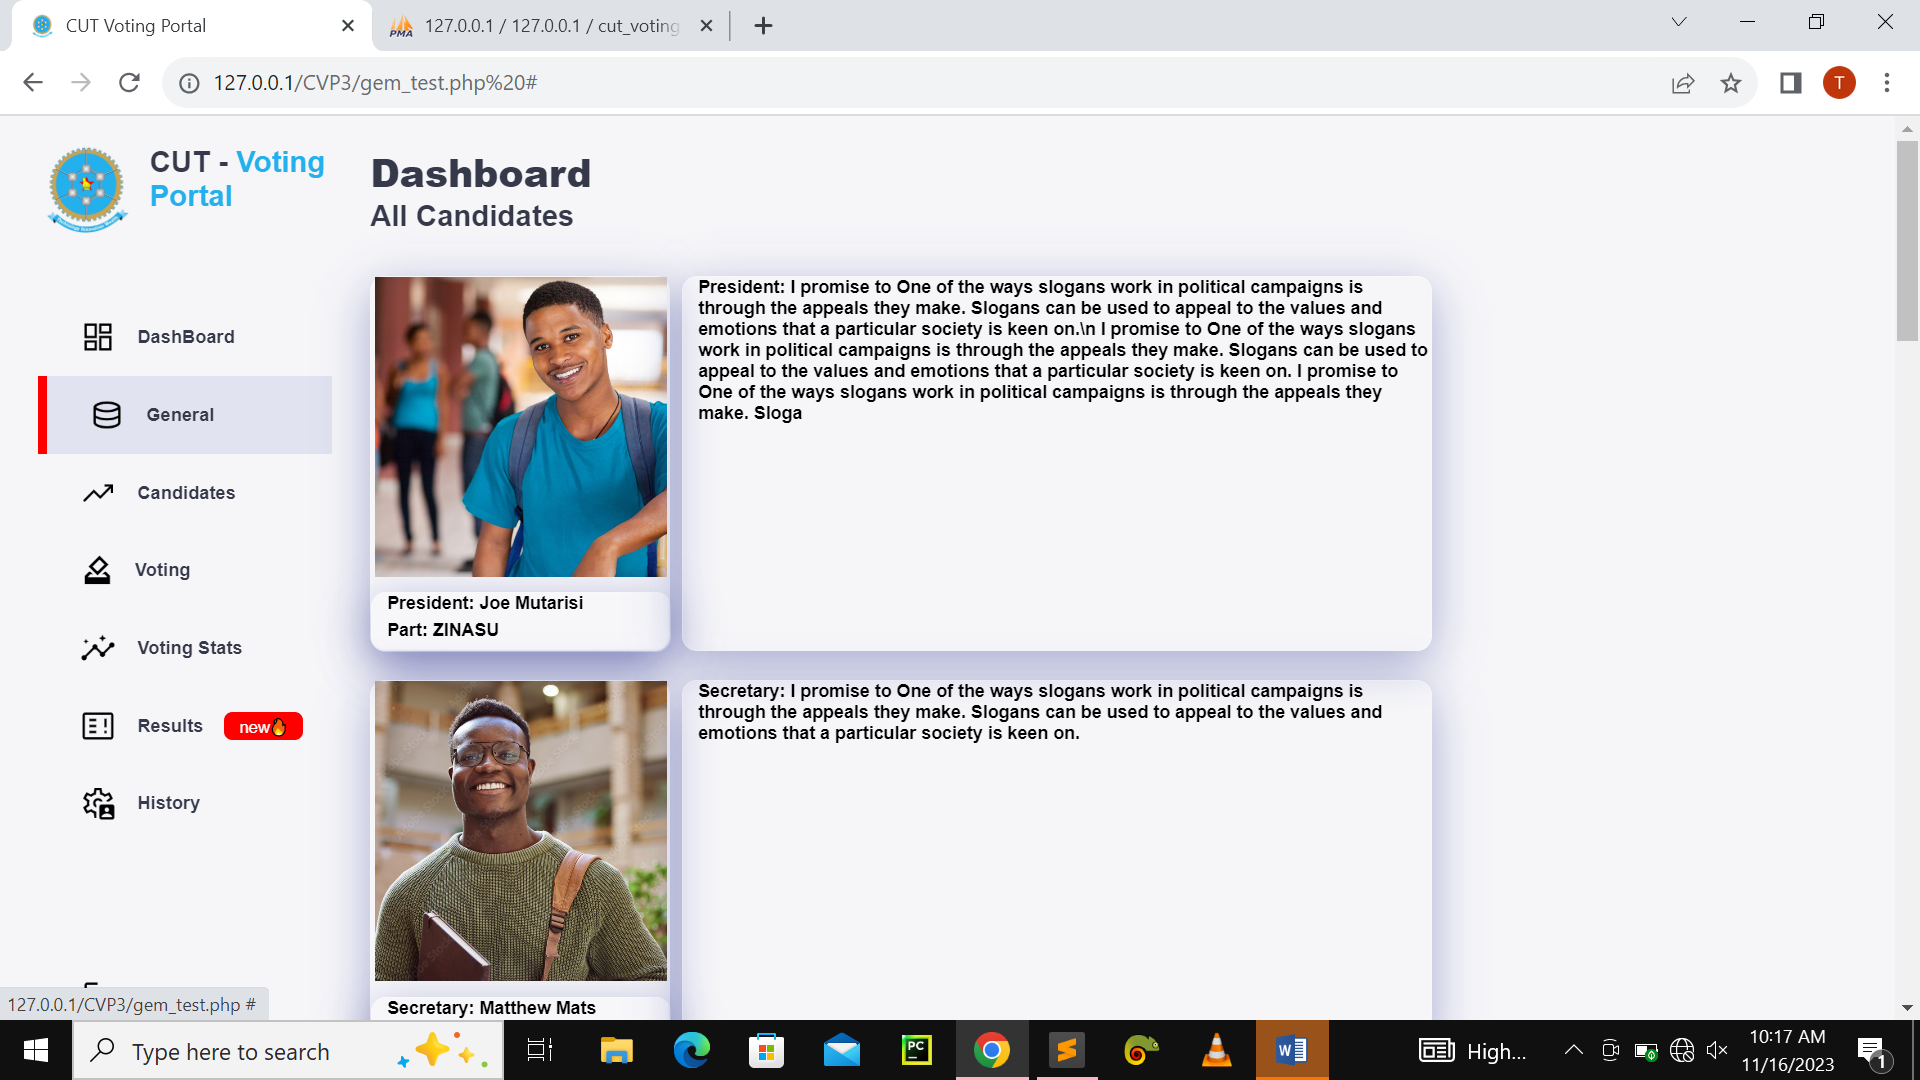 CUT Voting Portal
127.0.0.1 / 127.0.0.1 / cut_voting
127.0.0.1/CVP3/gem_test.php%20#
T
CUT - Voting
Portal
Dashboard
All Candidates
DashBoard
General
Candidates
Voting
Voting Stats
Results new🔥
History
President: I promise to One of the ways slogans work in political campaigns is
through the appeals they make. Slogans can be used to appeal to the values and
emotions that a particular society is keen on.\n I promise to One of the ways slogans
work in political campaigns is through the appeals they make. Slogans can be used to
appeal to the values and emotions that a particular society is keen on. I promise to
One of the ways slogans work in political campaigns is through the appeals they
make. Sloga
President: Joe Mutarisi
Part: ZINASU
Secretary: I promise to One of the ways slogans work in political campaigns is
through the appeals they make. Slogans can be used to appeal to the values and
emotions that a particular society is keen on.
Secretary: Matthew Mats
127.0.0.1/CVP3/gem_test.php #
Type here to search
PC
High...
10:17 AM
11/16/2023
1